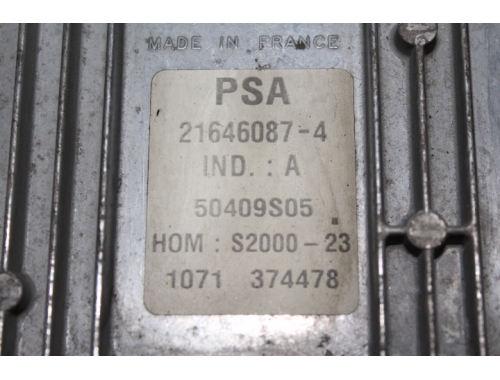 MADE IN FRANCE
PSA
21646087-4
IND. : A
50409S05
HOM : S2000-23
1071 374478